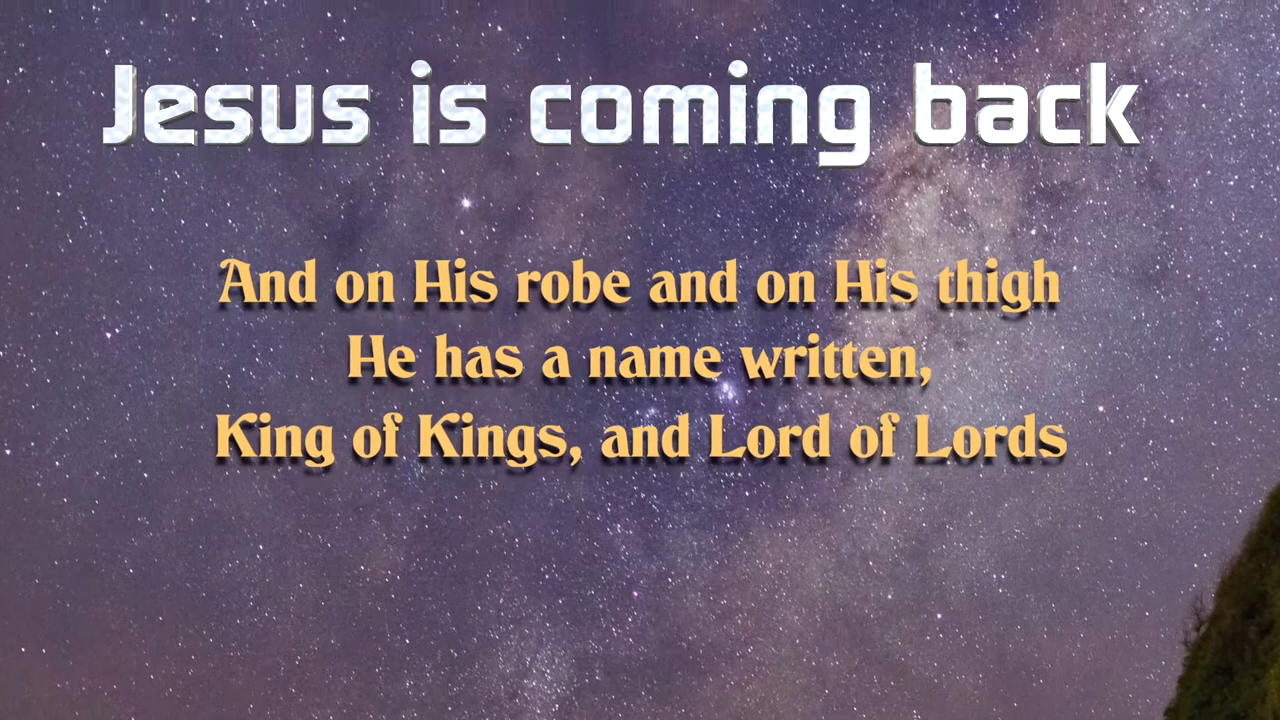 Jesus is coming back
And on His robe and on His thigh
He has a name written,
King of Kings, and Lord of Lords